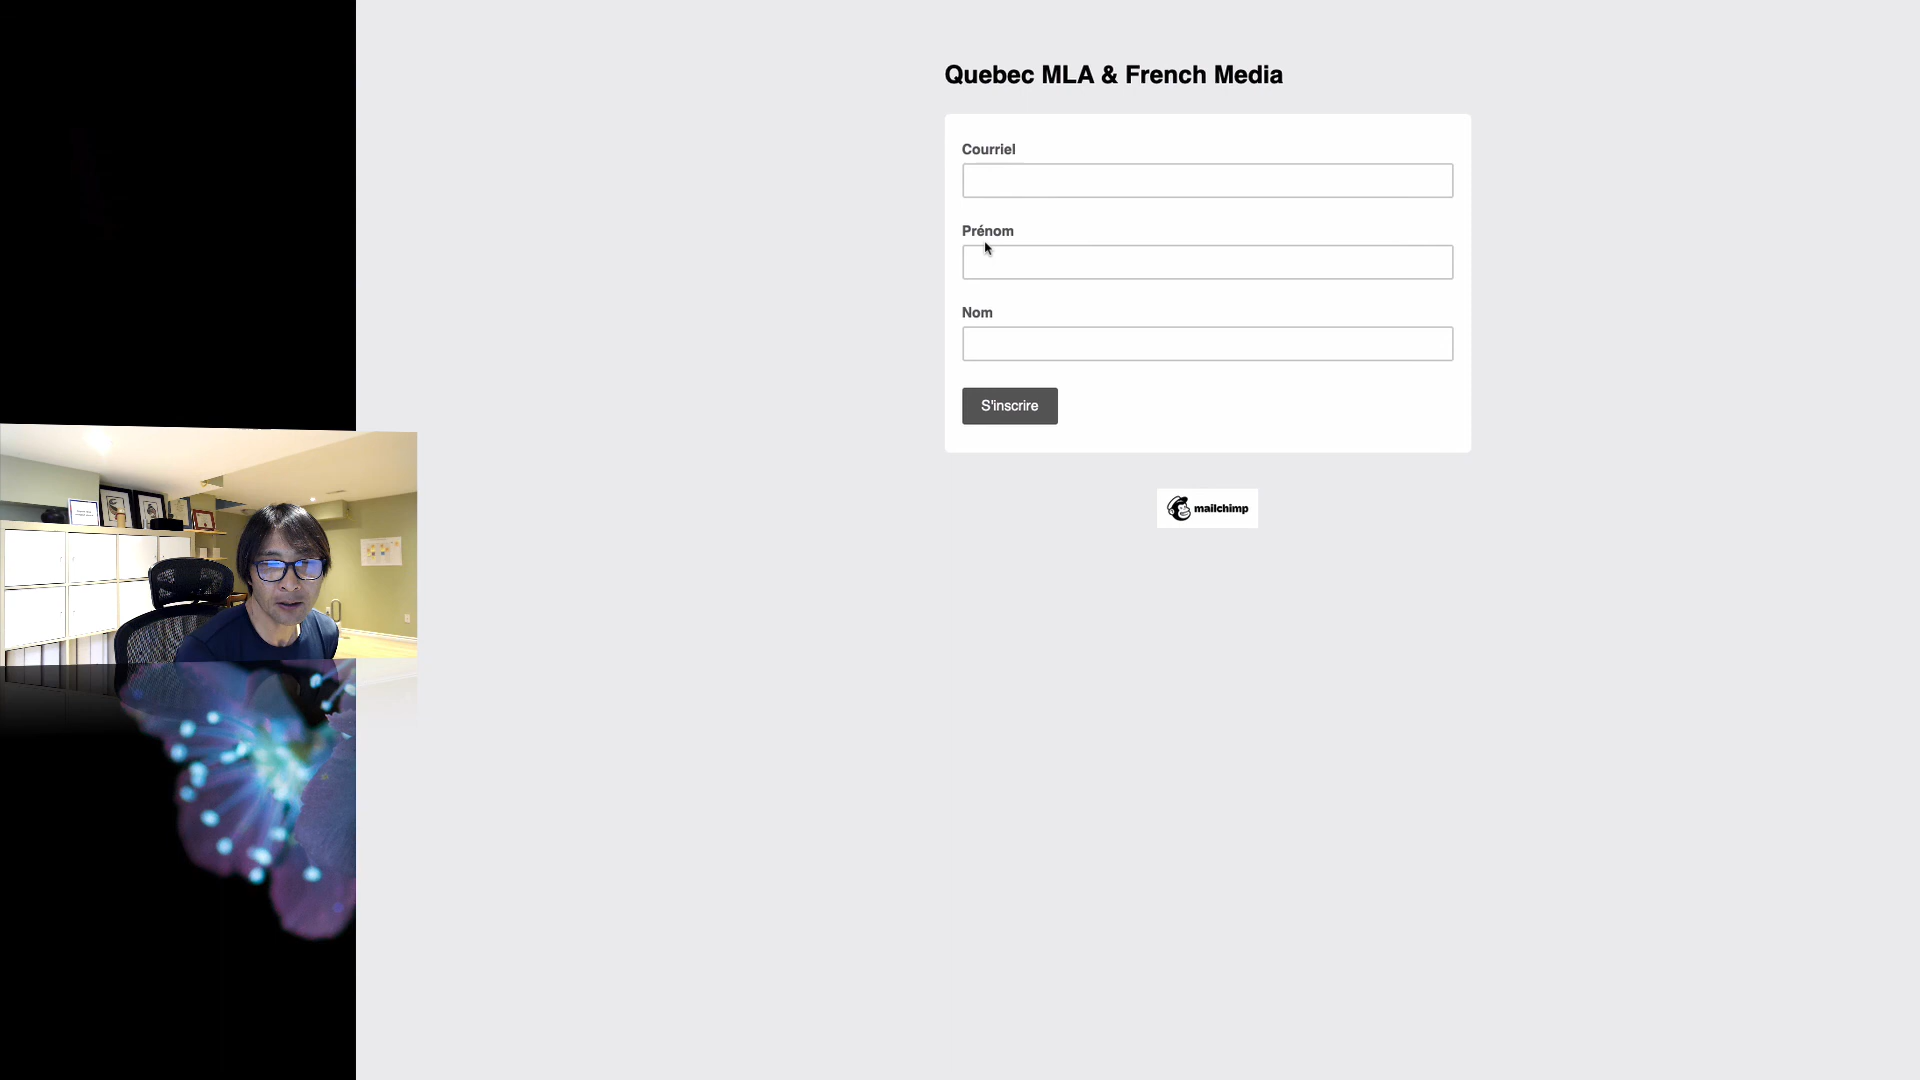 Quebec MLA & French Media
Courriel
Prénom
Nom
S'inscrire
mailchimp